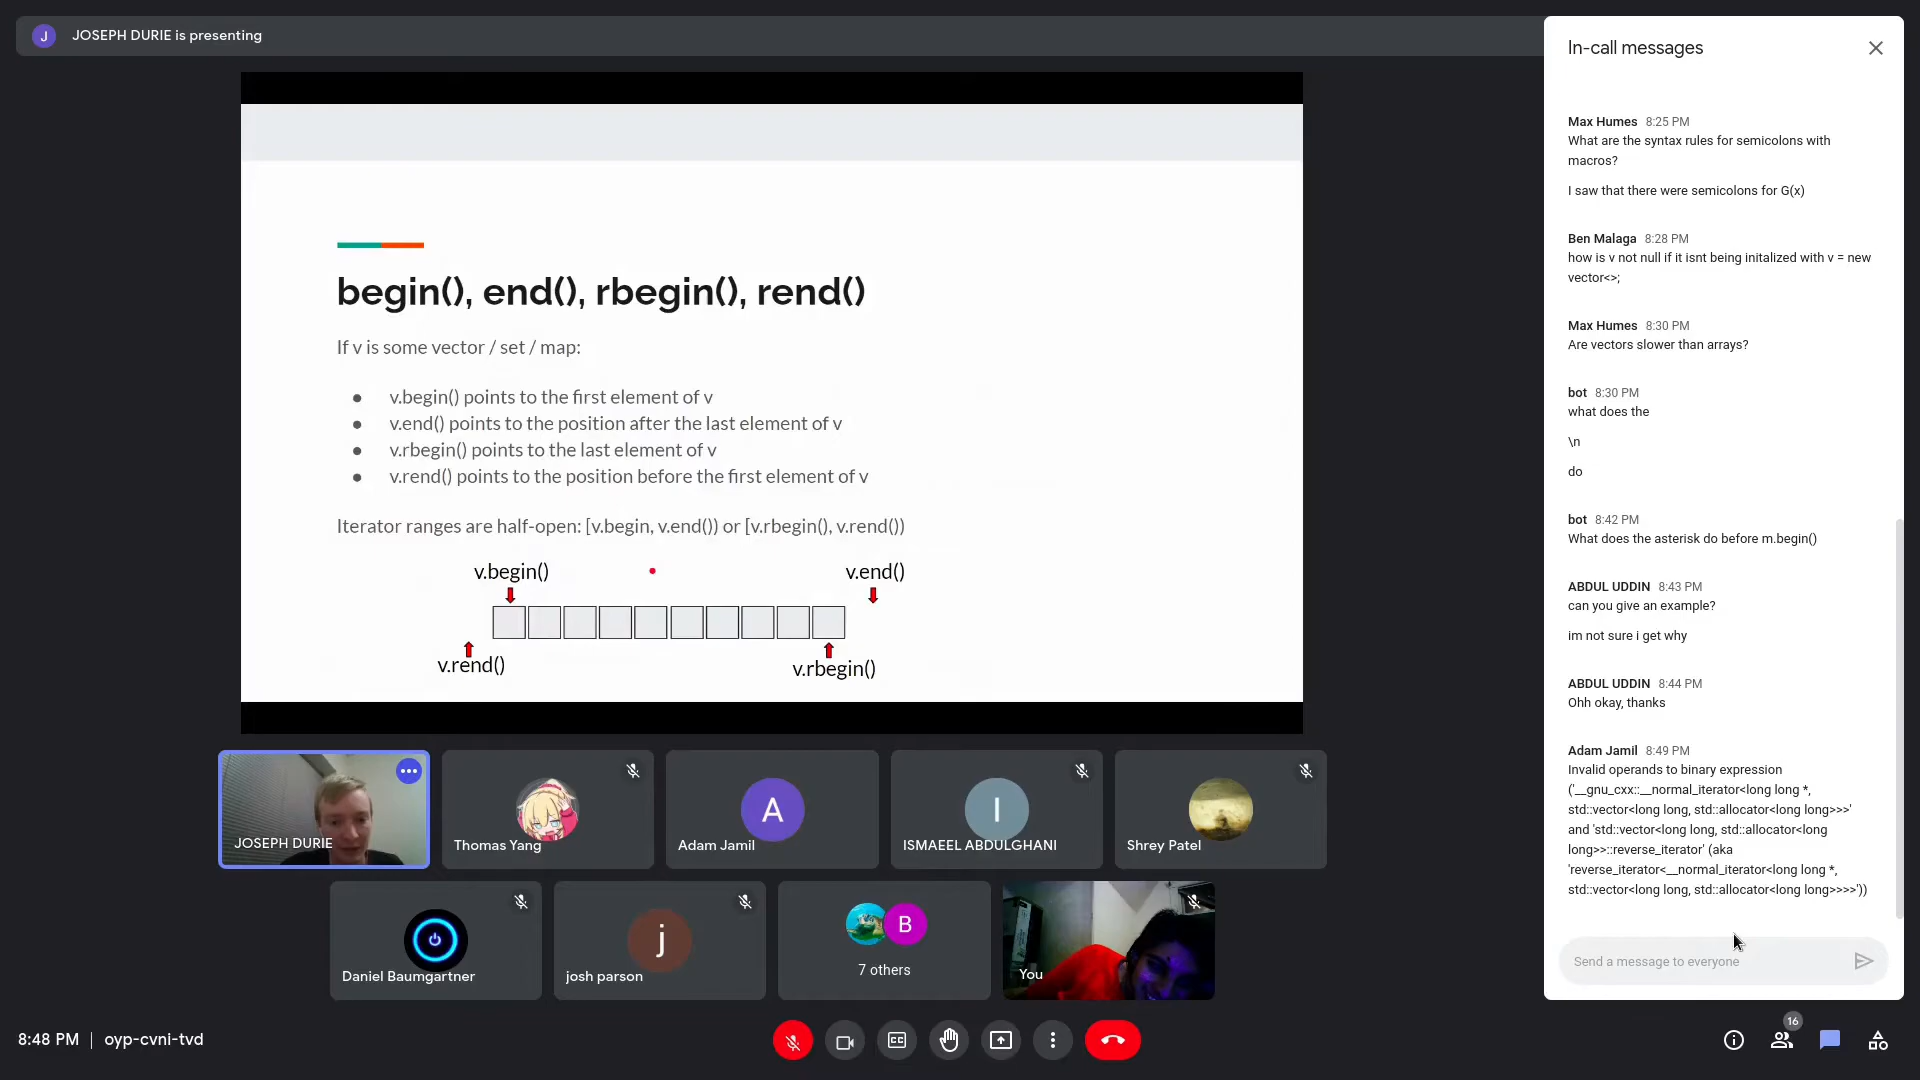 J
JOSEPH DURIE is presenting
begin(), end(), rbegin(), rend()
If v is some vector / set / map:
● v.begin() points to the first element of v
● v.end() points to the position after the last element of v
● v.rbegin() points to the last element of v
● v.rend() points to the position before the first element of v
Iterator ranges are half-open: [v.begin, v.end()) or [v.rbegin(), v.rend())
v.begin()
v.end()
v.rend()
v.rbegin()
JOSEPH DURIE
Thomas Yang
A
Adam Jamil
I
ISMAEEL ABDULGHANI
Shrey Patel
Daniel Baumgartner
j
josh parson
B
7 others
You
8:48 PM | oyp-cvni-tvd
16
In-call messages
Max Humes 8:25 PM
What are the syntax rules for semicolons with
macros?
I saw that there were semicolons for G(x)
Ben Malaga 8:28 PM
how is v not null if it isnt being initalized with v = new
vector<>;
Max Humes 8:30 PM
Are vectors slower than arrays?
bot 8:30 PM
what does the
\n
do
bot 8:42 PM
What does the asterisk do before m.begin()
ABDUL UDDIN 8:43 PM
can you give an example?
im not sure i get why
ABDUL UDDIN 8:44 PM
Ohh okay, thanks
Adam Jamil 8:49 PM
Invalid operands to binary expression
('__gnu_cxx::__normal_iterator<long long *,
std::vector<long long, std::allocator<long long>>>'
and 'std::vector<long long, std::allocator<long
long>>::reverse_iterator' (aka
'reverse_iterator<__normal_iterator<long long *,
std::vector<long long, std::allocator<long long>>>>'))
Send a message to everyone